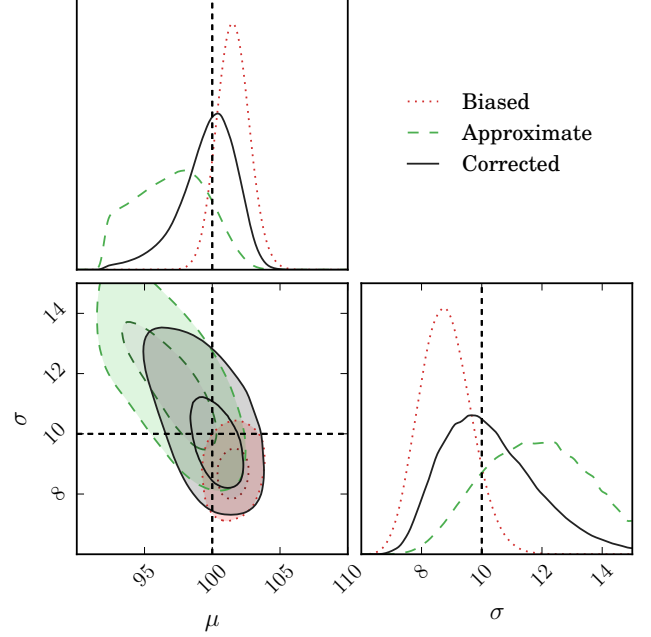 Biased
Approximate
Corrected
14
12
10
8
σ
95
100
105
110
μ
8
10
12
14
σ